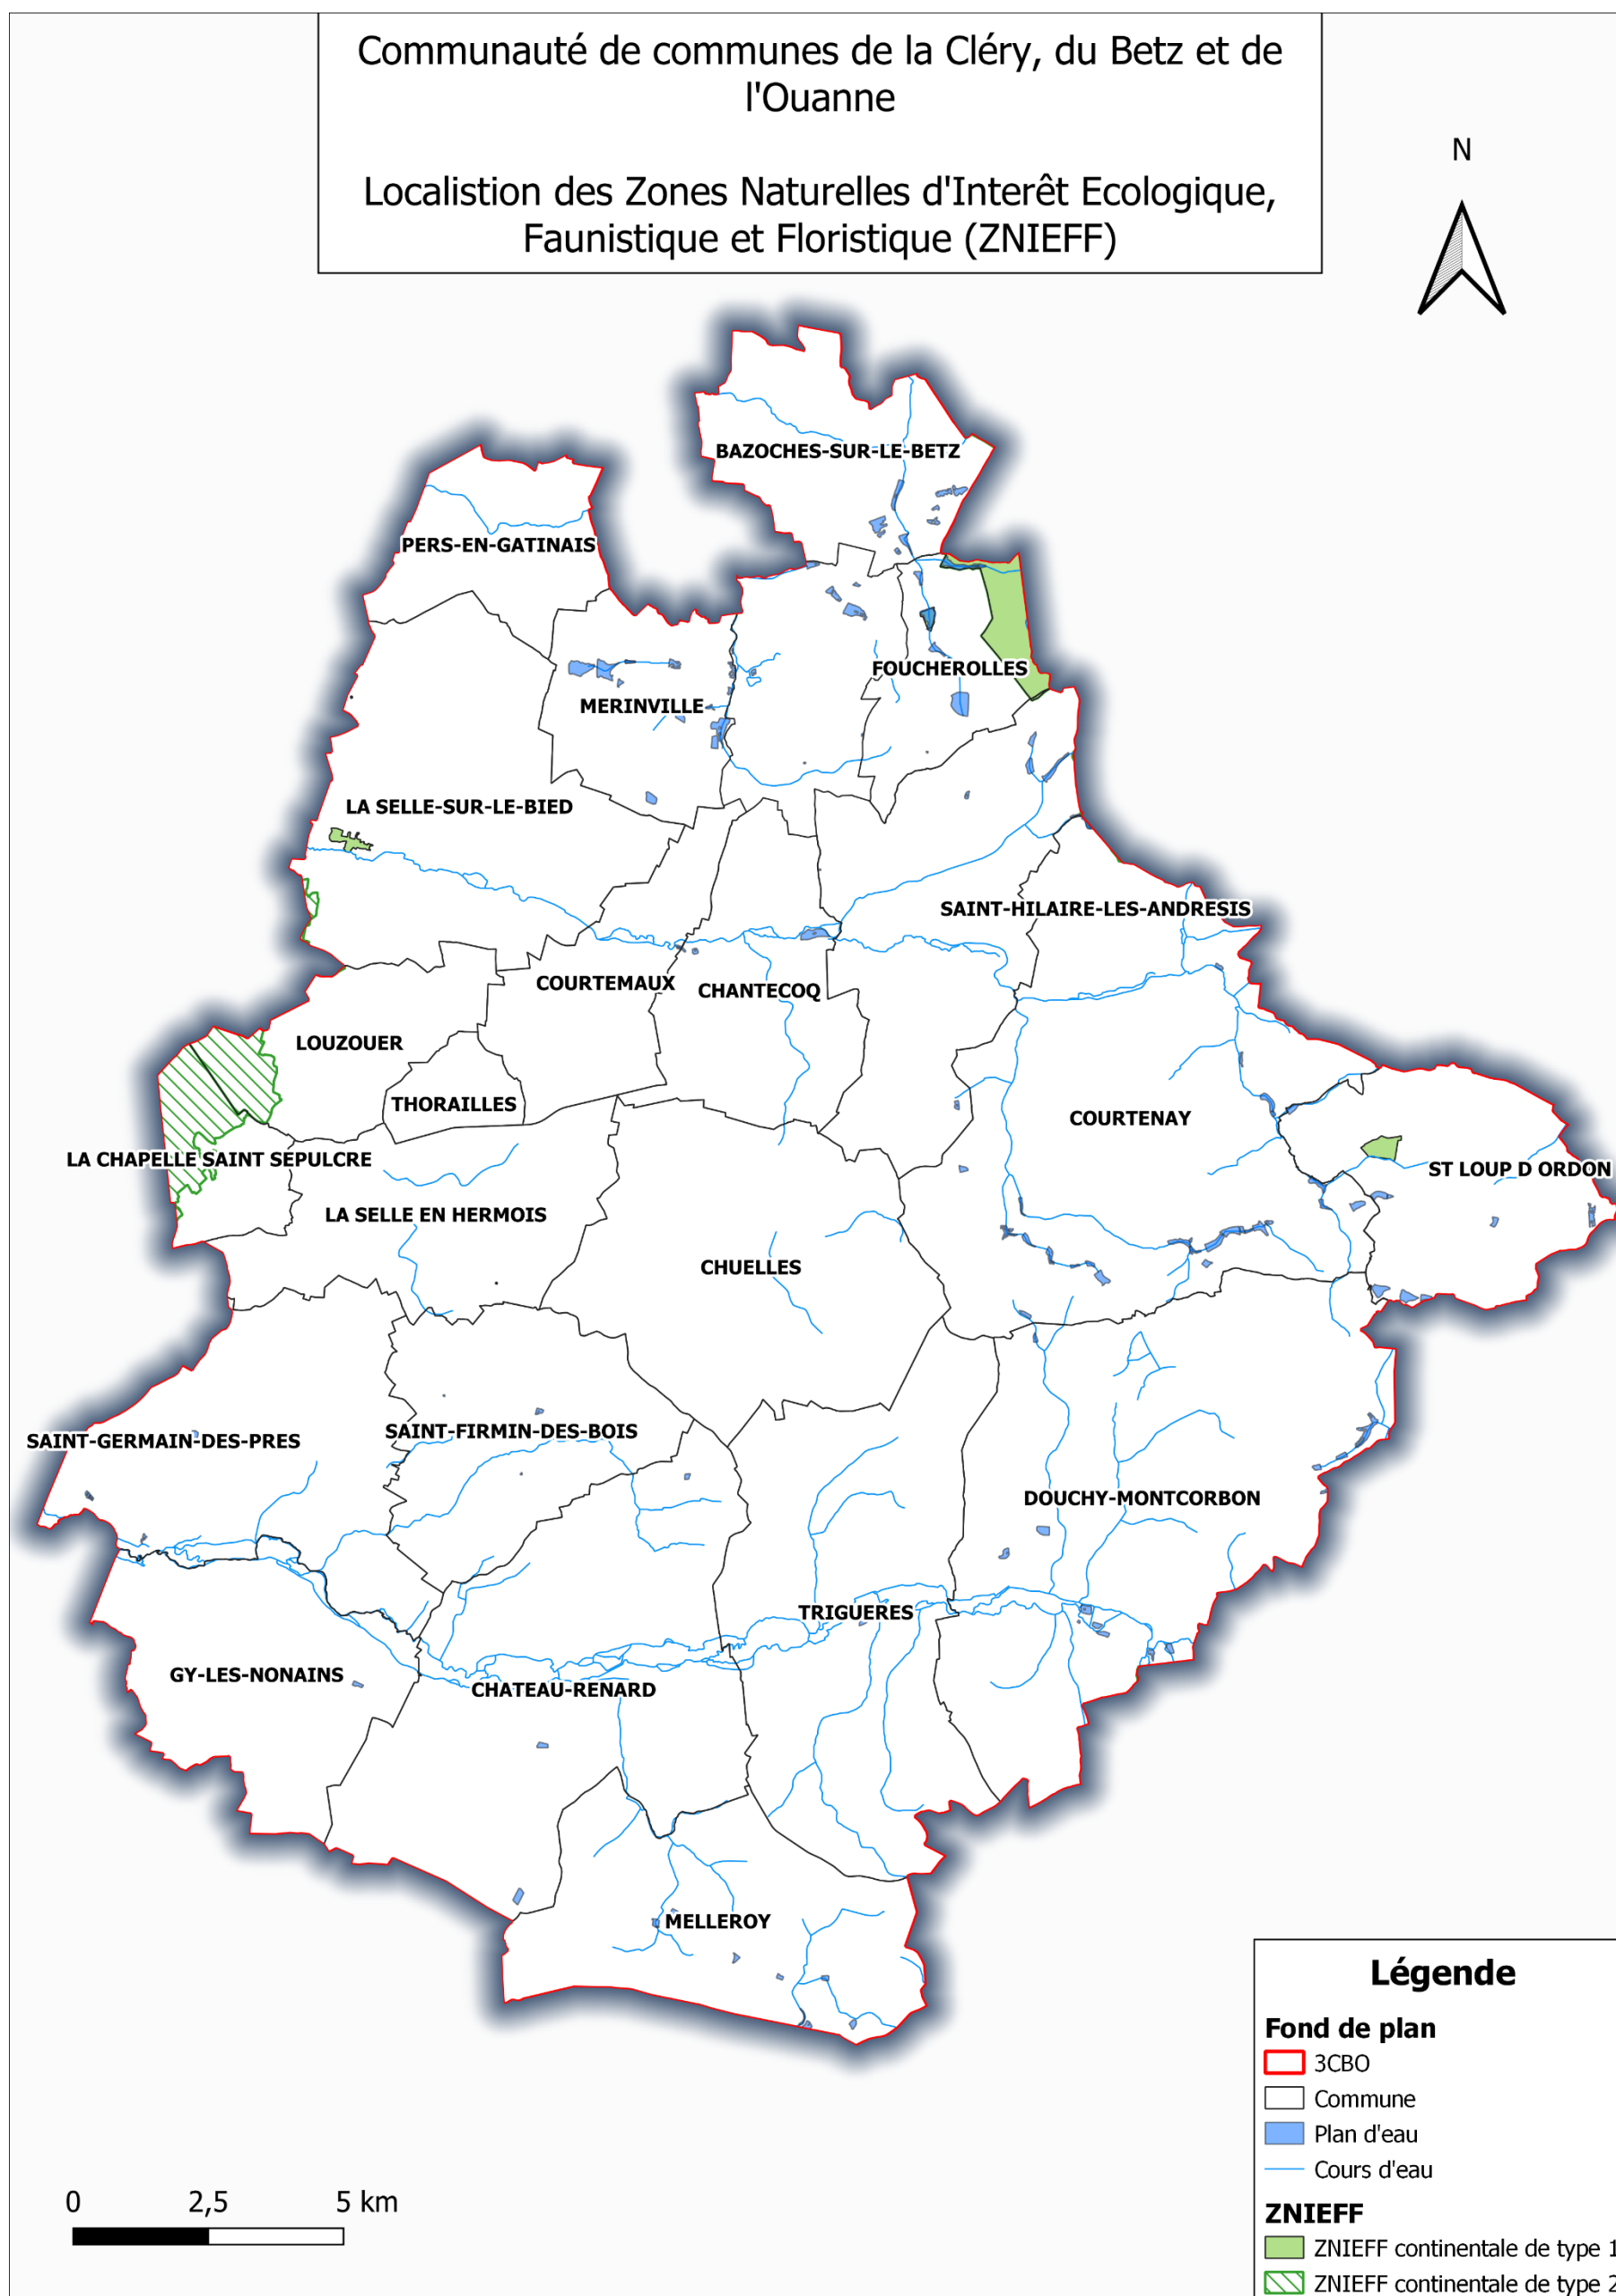 Communauté de communes de la Cléry, du Betz et de
l'Ouanne
Localistion des Zones Naturelles d'Interêt Ecologique,
Faunistique et Floristique (ZNIEFF)
N
BAZOCHES-SUR-LE-BETZ
PERS-EN-GATINAIS
FOUCHEROLLES
MERINVILLE
LA SELLE-SUR-LE-BIED
SAINT-HILAIRE-LES-ANDRESIS
COURTEMAUX
CHANTECOQ
LOUZOUER
THORAILLES
COURTENAY
LA CHAPELLE SAINT SEPULCRE
ST LOUP D ORDON
LA SELLE EN HERMOIS
CHUELLES
SAINT-GERMAIN-DES-PRES
SAINT-FIRMIN-DES-BOIS
DOUCHY-MONTCORBON
TRIGUERES
GY-LES-NONAINS
CHATEAU-RENARD
MELLEROY
Légende
Fond de plan
3CBO
Commune
Plan d'eau
Cours d'eau
ZNIEFF
ZNIEFF continentale de type 1
ZNIEFF continentale de type 2
0 2,5 5 km